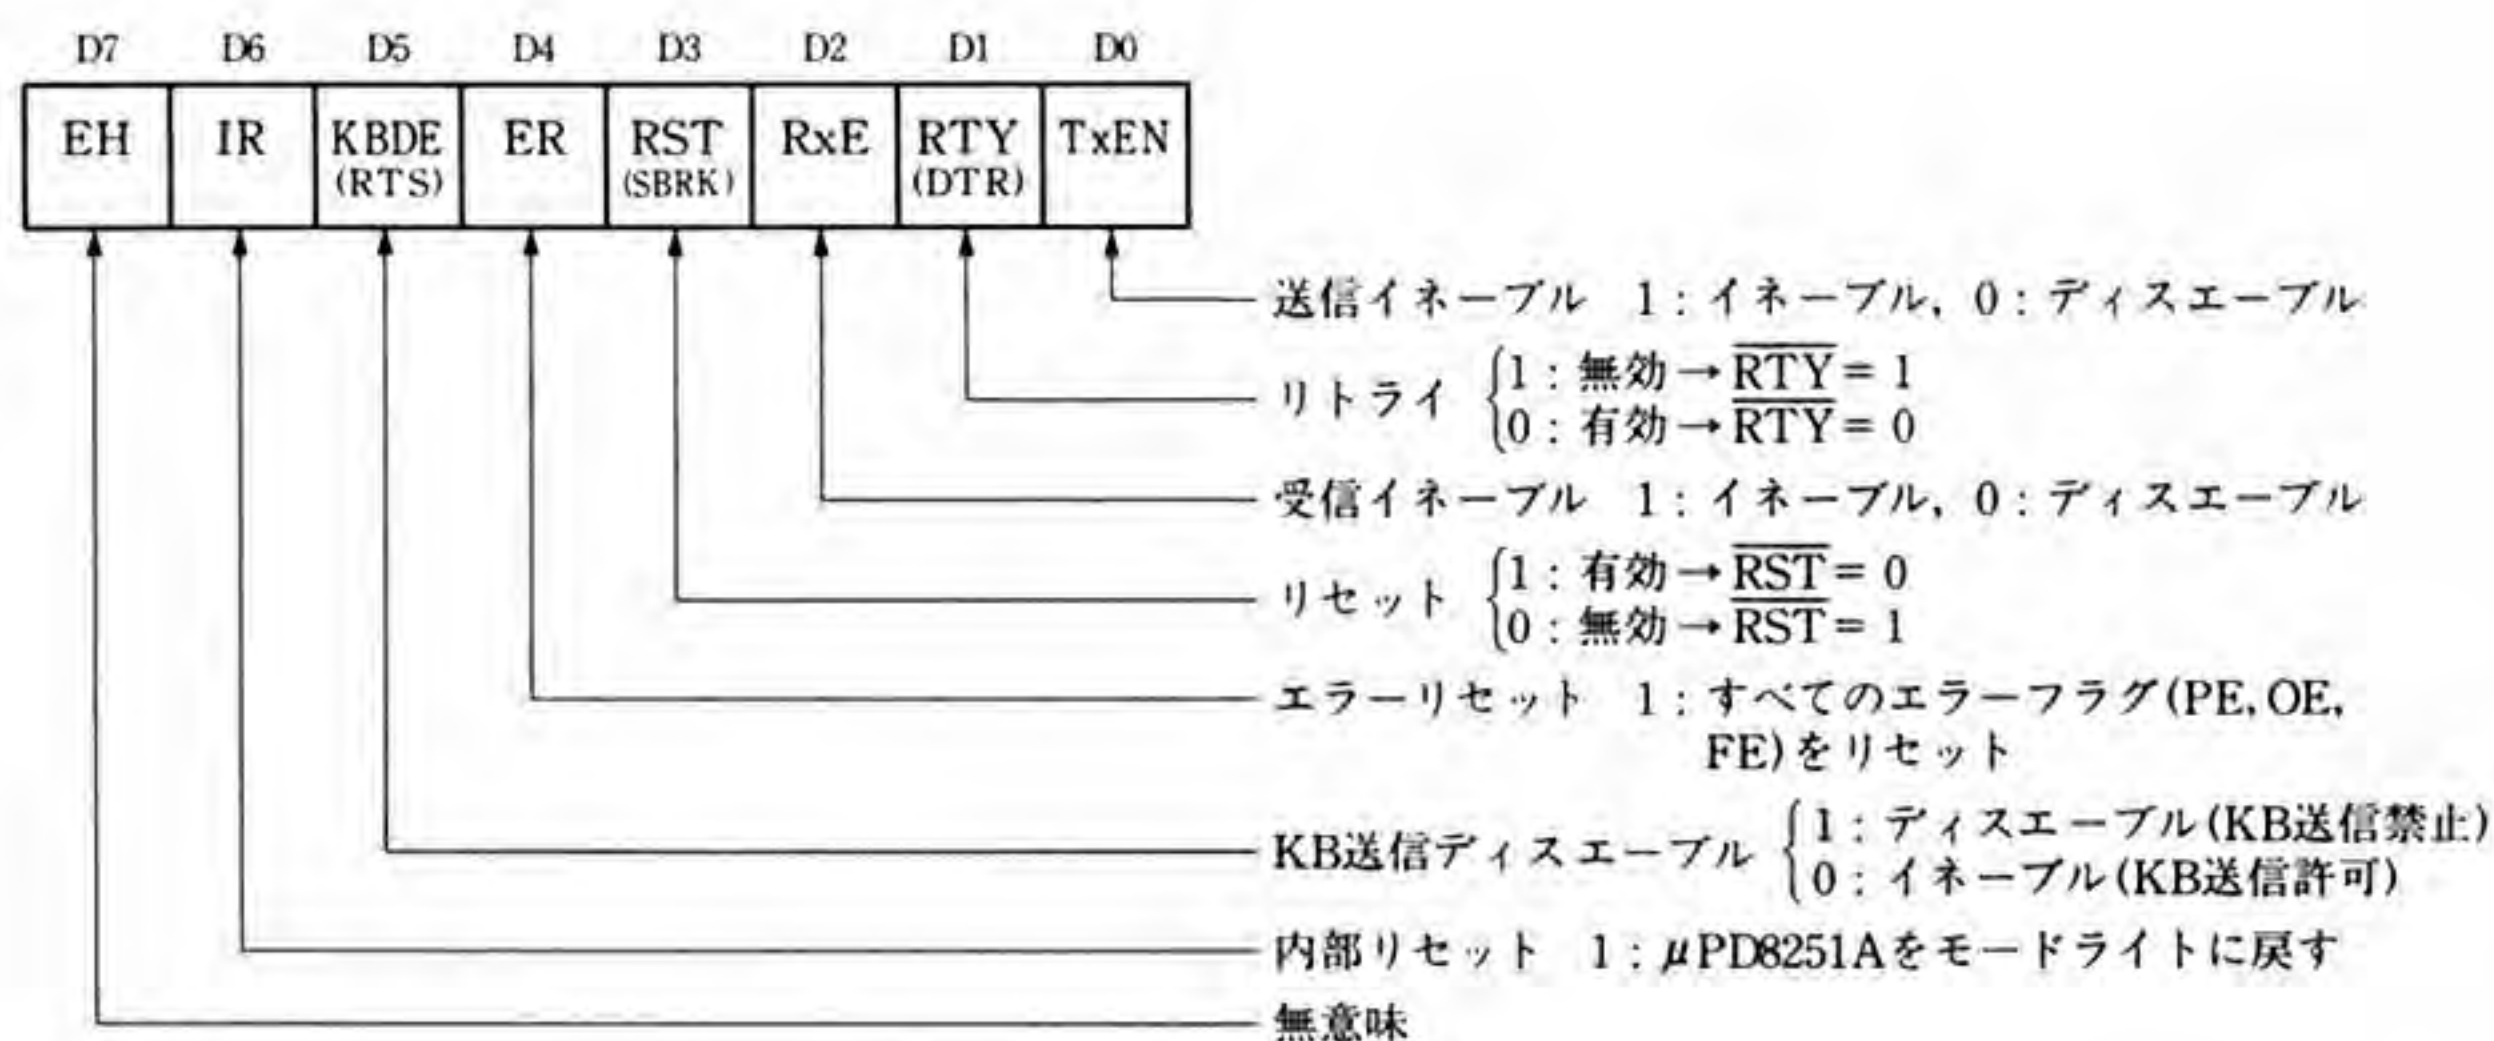 D7 D6 D5 D4 D3 D2 D1 D0
EH IR KBDE ER RST RxE RTY TxEN
(RTS) (SBRK) (DTR)
送信イネーブル 1:イネーブル, 0:ディスエーブル
リトライ
1:無効→R̅T̅Y̅=1
0:有効→R̅T̅Y̅=0
受信イネーブル 1:イネーブル, 0:ディスエーブル
リセット
1:有効→R̅S̅T̅=0
0:無効→R̅S̅T̅=1
エラーリセット 1:すべてのエラーフラグ(PE, OE,
FE)をリセット
KB送信ディスエーブル
1:ディスエーブル(KB送信禁止)
0:イネーブル(KB送信許可)
内部リセット 1:μPD8251Aをモードライトに戻す
無意味